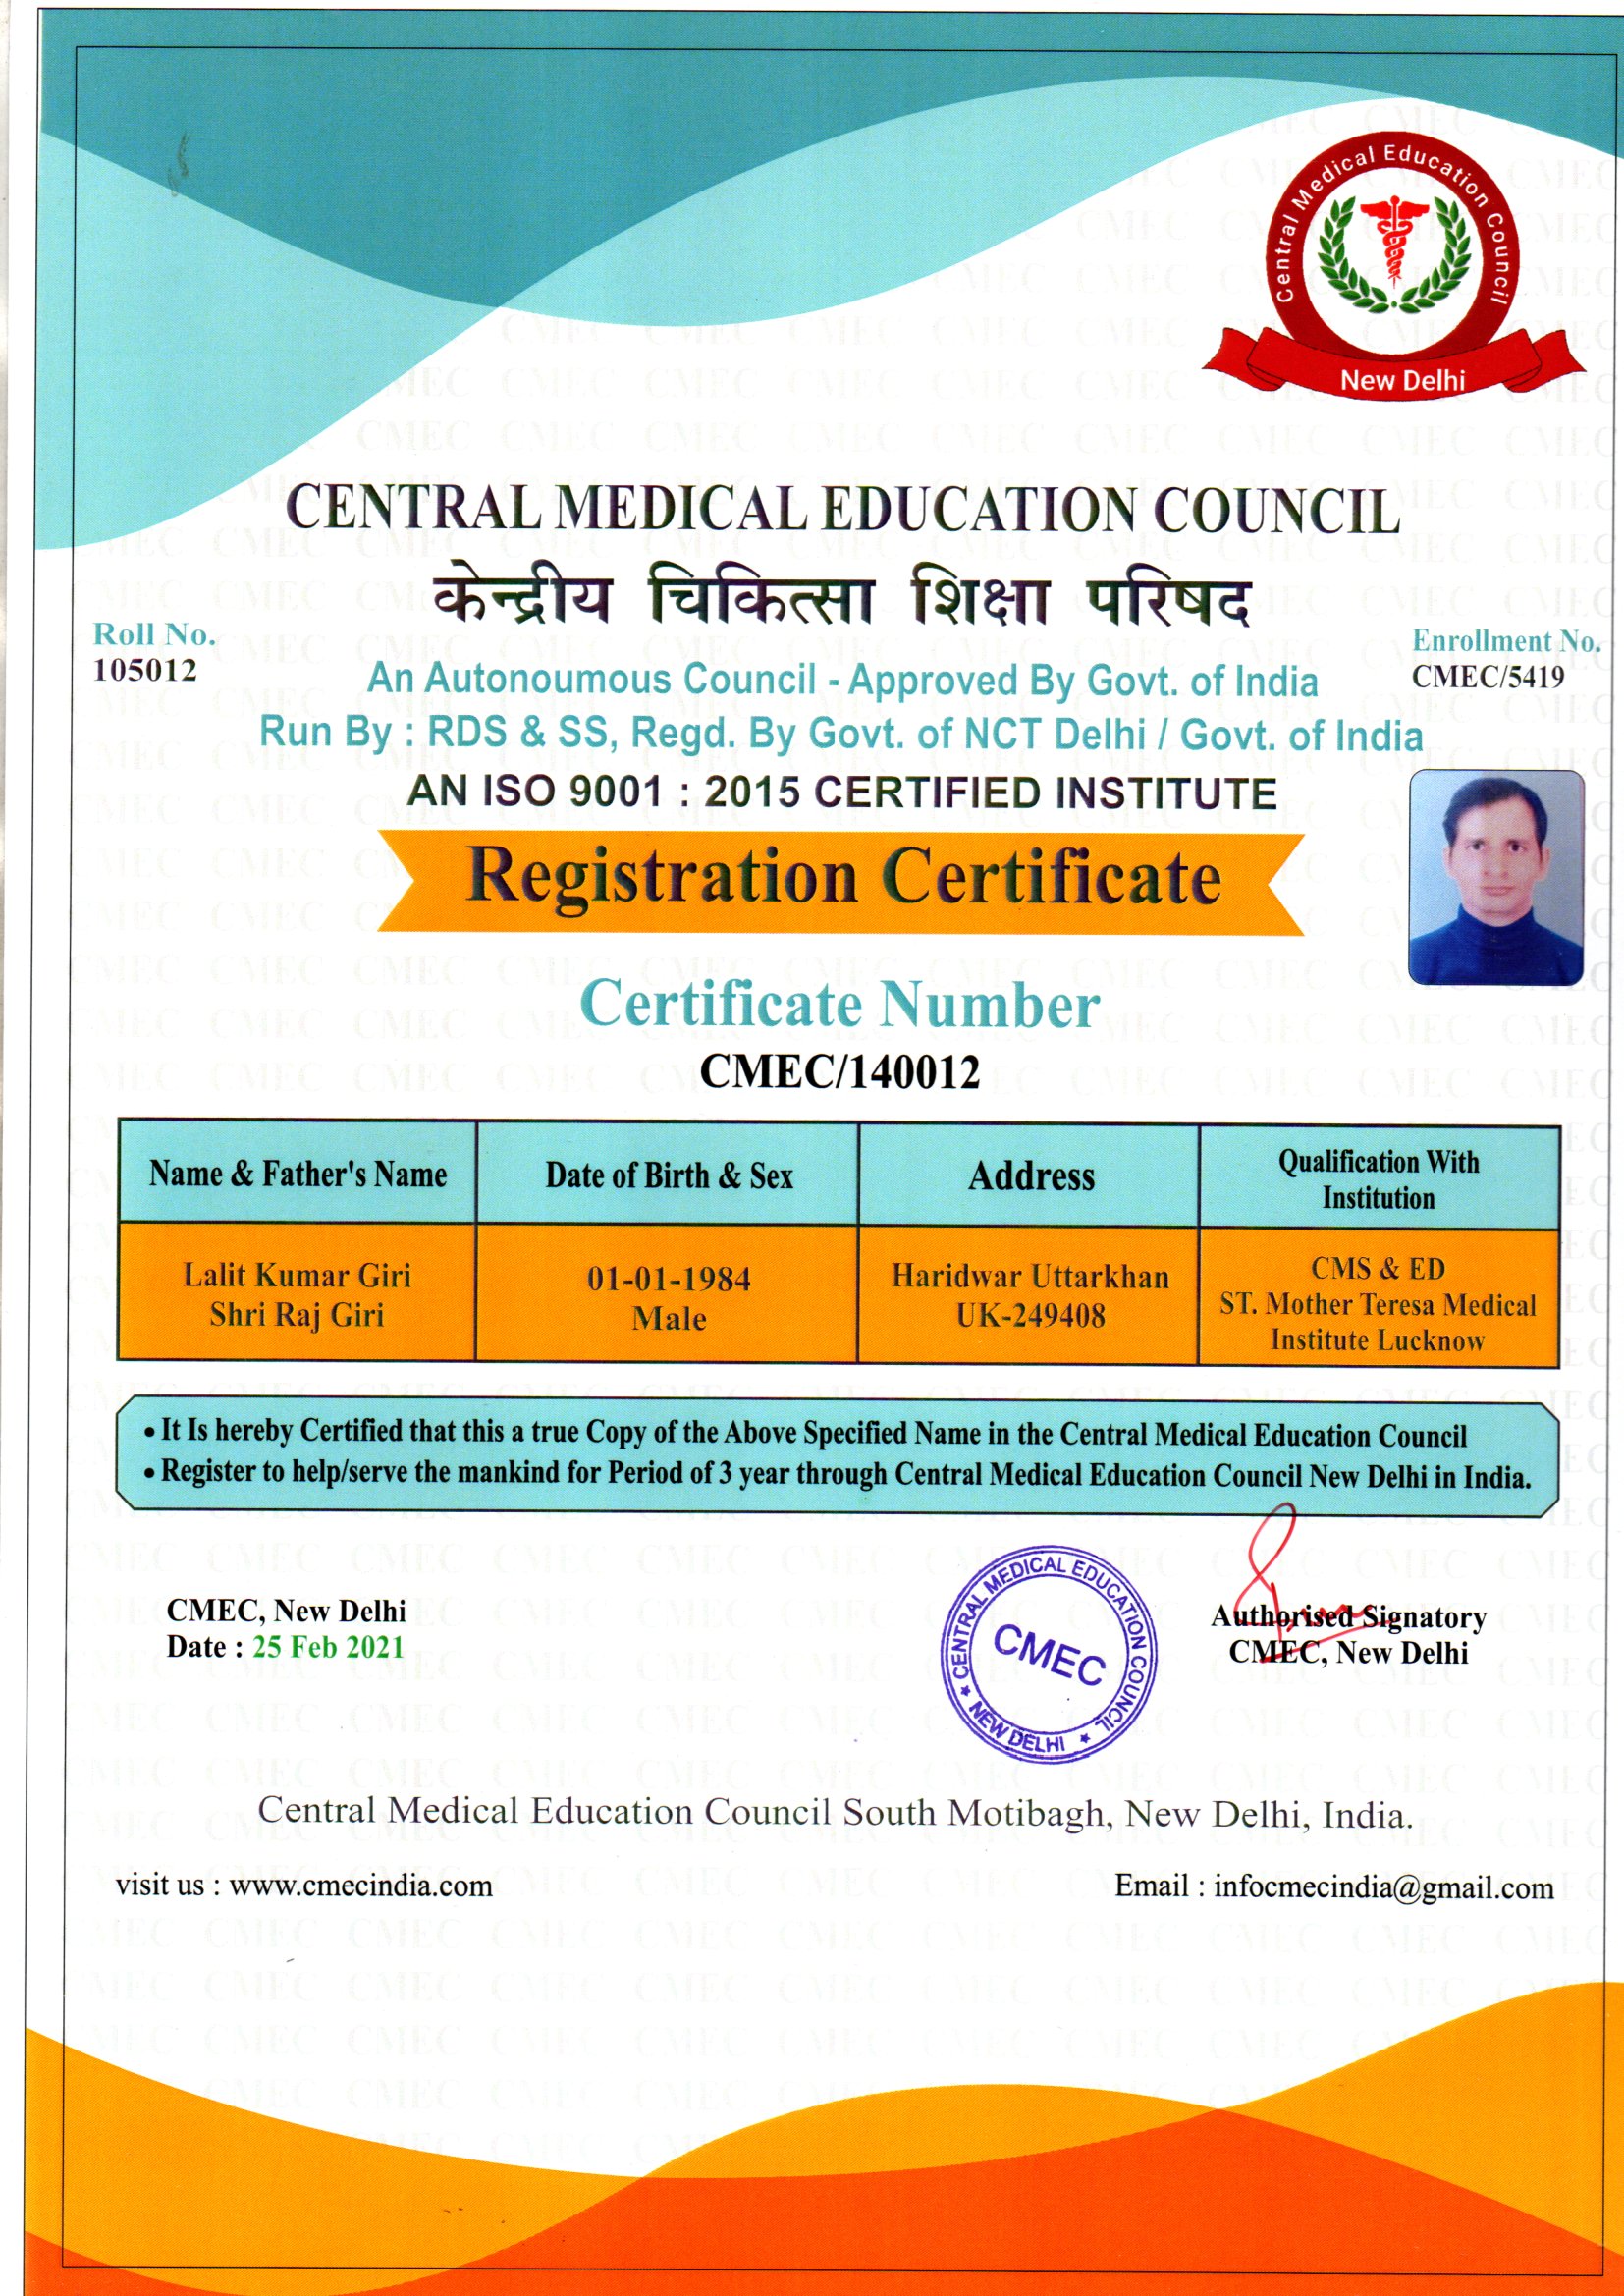 Central Medical Education Council
New Delhi
CENTRAL MEDICAL EDUCATION COUNCIL
केन्द्रीय चिकित्सा शिक्षा परिषद
Roll No.
105012
Enrollment No.
CMEC/5419
An Autonoumous Council - Approved By Govt. of India
Run By : RDS & SS, Regd. By Govt. of NCT Delhi / Govt. of India
AN ISO 9001 : 2015 CERTIFIED INSTITUTE
Registration Certificate
Certificate Number
CMEC/140012
Name & Father's Name
Date of Birth & Sex
Address
Qualification With
Institution
Lalit Kumar Giri
Shri Raj Giri
01-01-1984
Male
Haridwar Uttarkhan
UK-249408
CMS & ED
ST. Mother Teresa Medical
Institute Lucknow
• It Is hereby Certified that this a true Copy of the Above Specified Name in the Central Medical Education Council
• Register to help/serve the mankind for Period of 3 year through Central Medical Education Council New Delhi in India.
CMEC, New Delhi
Date : 25 Feb 2021
CENTRAL MEDICAL EDUCATION COUNCIL
CMEC
★ NEW DELHI ★
Authorised Signatory
CMEC, New Delhi
Central Medical Education Council South Motibagh, New Delhi, India.
visit us : www.cmecindia.com
Email : infocmecindia@gmail.com